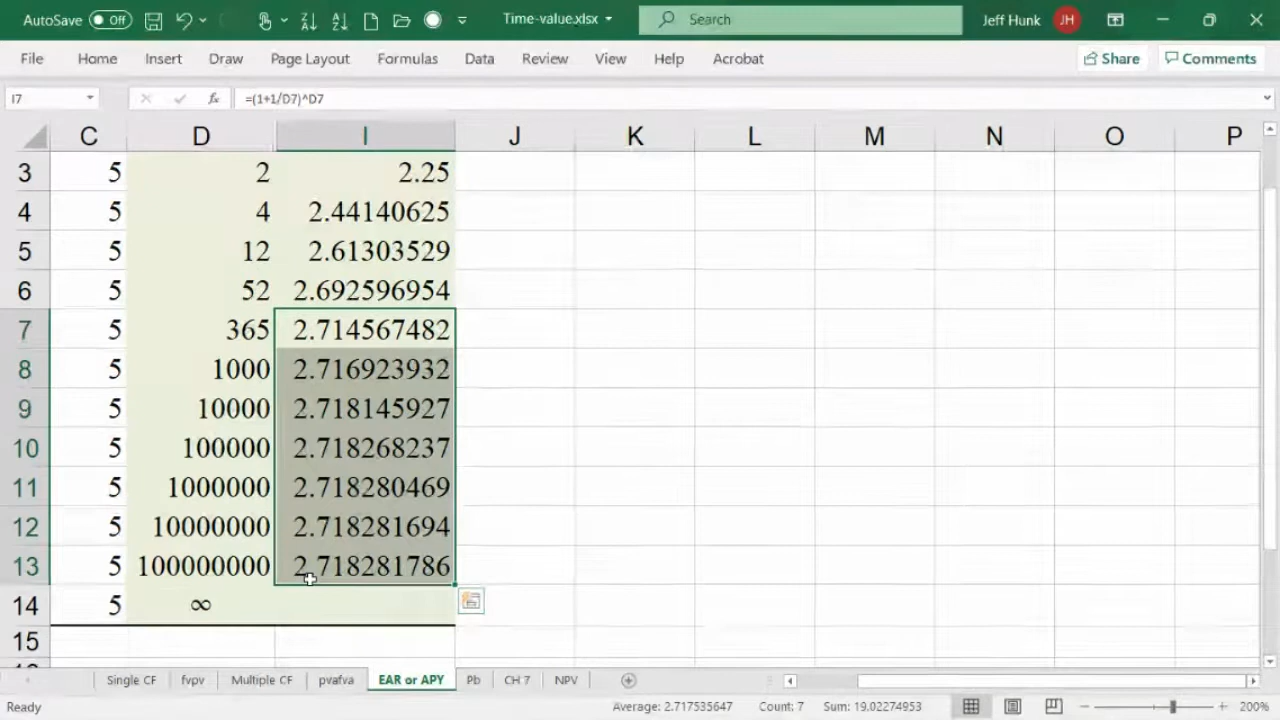 AutoSave Off Time-value.xlsx Search Jeff Hunk JH
File Home Insert Draw Page Layout Formulas Data Review View Help Acrobat Share Comments
I7 fx =(1+1/D7)^D7
C D I J K L M N O P
3 5 2 2.25
4 5 4 2.44140625
5 5 12 2.61303529
6 5 52 2.692596954
7 5 365 2.714567482
8 5 1000 2.716923932
9 5 10000 2.718145927
10 5 100000 2.718268237
11 5 1000000 2.718280469
12 5 10000000 2.718281694
13 5 100000000 2.718281786
14 5 ∞
15
Single CF fvpv Multiple CF pvafva EAR or APY Pb CH 7 NPV
Ready Average: 2.717535647 Count: 7 Sum: 19.02274953 200%